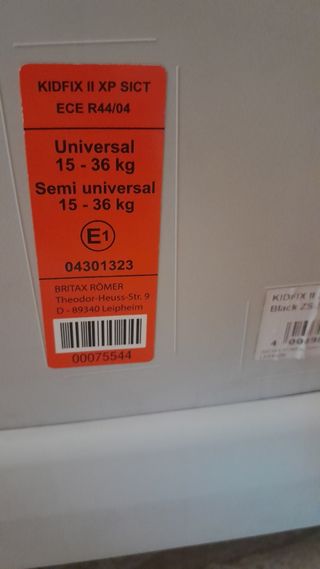 KIDFIX II XP SICT
ECE R44/04
Universal
15 - 36 kg
Semi universal
15 - 36 kg
E1
04301323
BRITAX RÖMER
Theodor-Heuss-Str. 9
D - 89340 Leipheim
00075544
KIDFIX II
Black